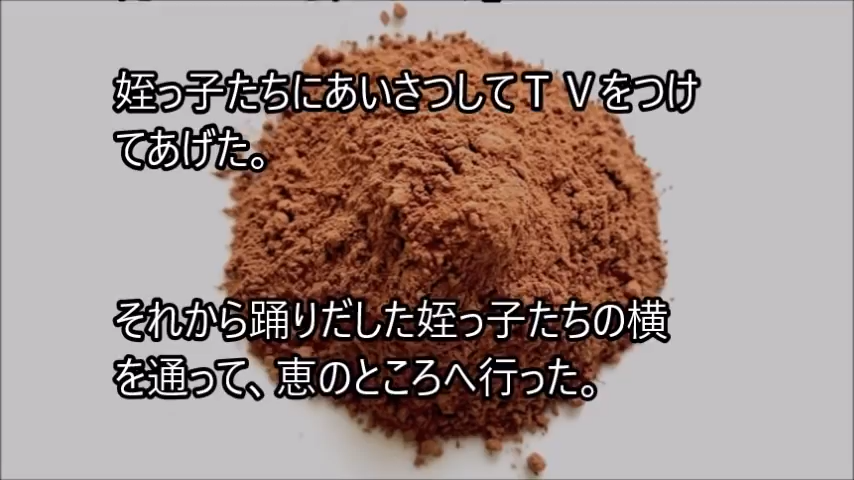 姪っ子たちにあいさつしてＴＶをつけ
てあげた。
それから踊りだした姪っ子たちの横
を通って、恵のところへ行った。